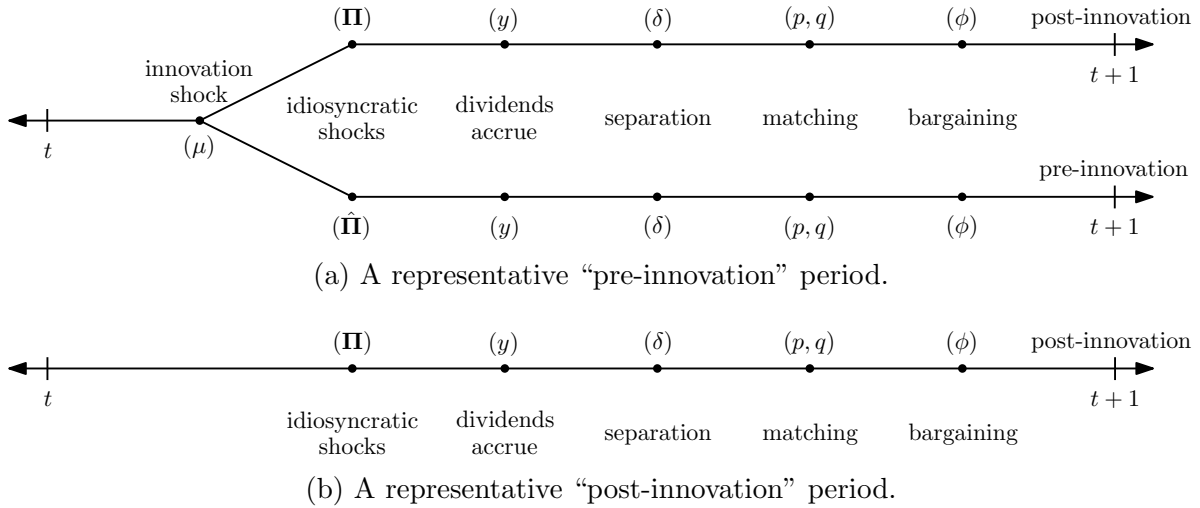 (Π) (y) (δ) (p, q) (ϕ) post-innovation
t + 1
innovation
shock
idiosyncratic
shocks
dividends
accrue
separation matching bargaining
t (μ)
pre-innovation
(Π̂) (y) (δ) (p, q) (ϕ) t + 1
(a) A representative “pre-innovation” period.
(Π) (y) (δ) (p, q) (ϕ) post-innovation
t t + 1
idiosyncratic
shocks
dividends
accrue
separation matching bargaining
(b) A representative “post-innovation” period.